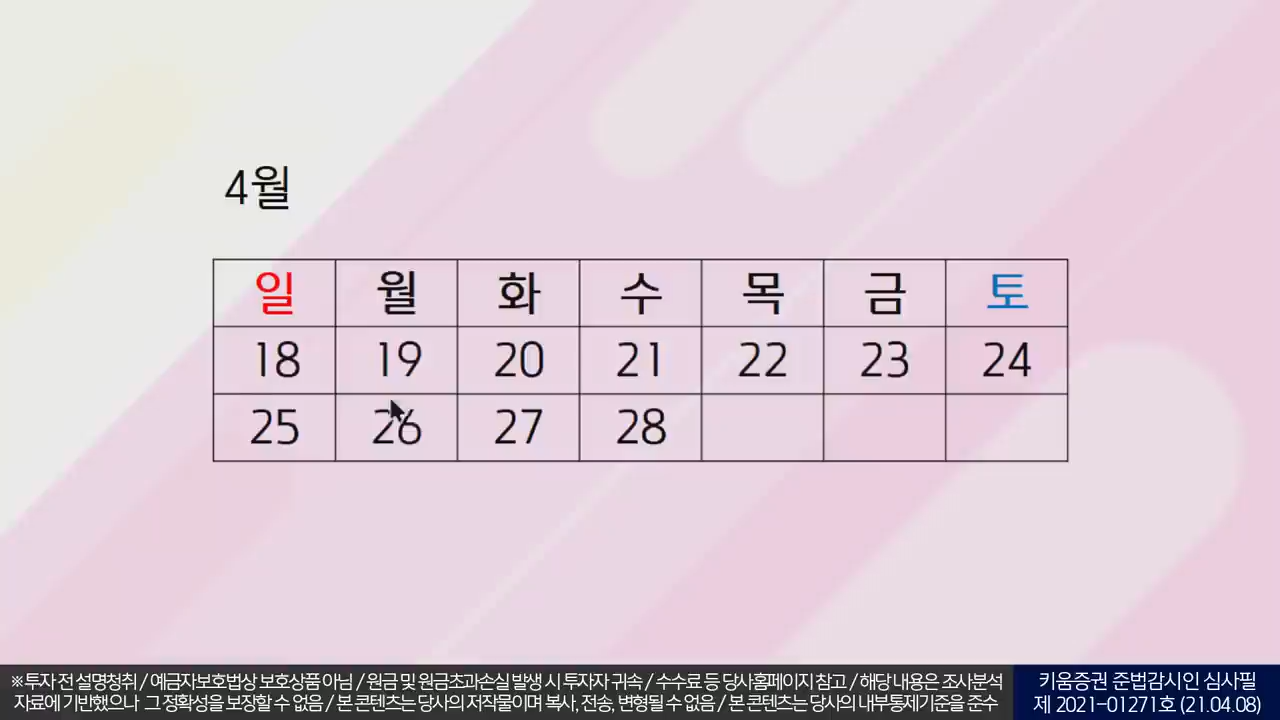 4월
일 월 화 수 목 금 토
18 19 20 21 22 23 24
25 26 27 28
※투자 전 설명청취 / 예금자보호법상 보호상품 아님 / 원금 및 원금초과손실 발생 시 투자자 귀속 / 수수료 등 당사홈페이지 참고 / 해당 내용은 조사분석
자료에 기반했으나 그 정확성을 보장할 수 없음 / 본 콘텐츠는 당사의 저작물이며 복사, 전송, 변형될 수 없음 / 본 콘텐츠는 당사의 내부통제기준을 준수
키움증권 준법감시인 심사필
제 2021-01271호 (21.04.08)